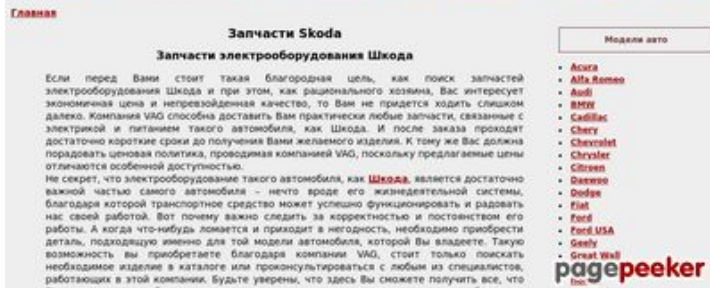 Главная
Запчасти Skoda
Запчасти электрооборудования Шкода
Если перед Вами стоит такая благородная цель, как поиск запчастей
электрооборудования Шкода и при этом, как рационального хозяина, Вас интересует
экономичная цена и непревзойденная качество, то Вам не придется ходить слишком
далеко. Компания VAG способна доставить Вам практически любые запчасти, связанные с
электрикой и питанием такого автомобиля, как Шкода. И после заказа проходят
достаточно короткие сроки до получения Вами желаемого изделия. К тому же Вас должна
порадовать ценовая политика, проводимая компанией VAG, поскольку предлагаемые цены
отличаются особенной доступностью.
Не секрет, что электрооборудование такого автомобиля, как Шкода, является достаточно
важной частью самого автомобиля – нечто вроде его жизнедеятельной системы,
благодаря которой транспортное средство может успешно функционировать и радовать
нас своей работой. Вот почему важно следить за корректностью и постоянством его
работы. А когда что-нибудь ломается и приходит в негодность, необходимо приобрести
деталь, подходящую именно для той модели автомобиля, которой Вы владеете. Такую
возможность вы приобретаете благодаря компании VAG, стоит только поискать
необходимое изделие в каталоге или проконсультироваться с любым из специалистов,
работающих в этой компании. Будьте уверены, что здесь Вы сможете получить все, что
Модели авто
Acura
Alfa Romeo
Audi
BMW
Cadillac
Chery
Chevrolet
Chrysler
Citroen
Daewoo
Dodge
Fiat
Ford
Ford USA
Geely
Great Wall
pagepeeker